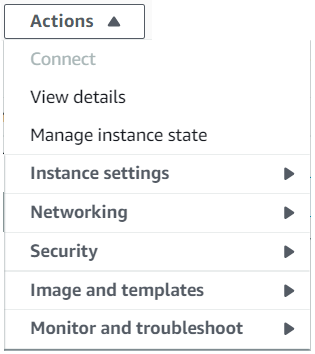 Actions
Connect
View details
Manage instance state
Instance settings
Networking
Security
Image and templates
Monitor and troubleshoot